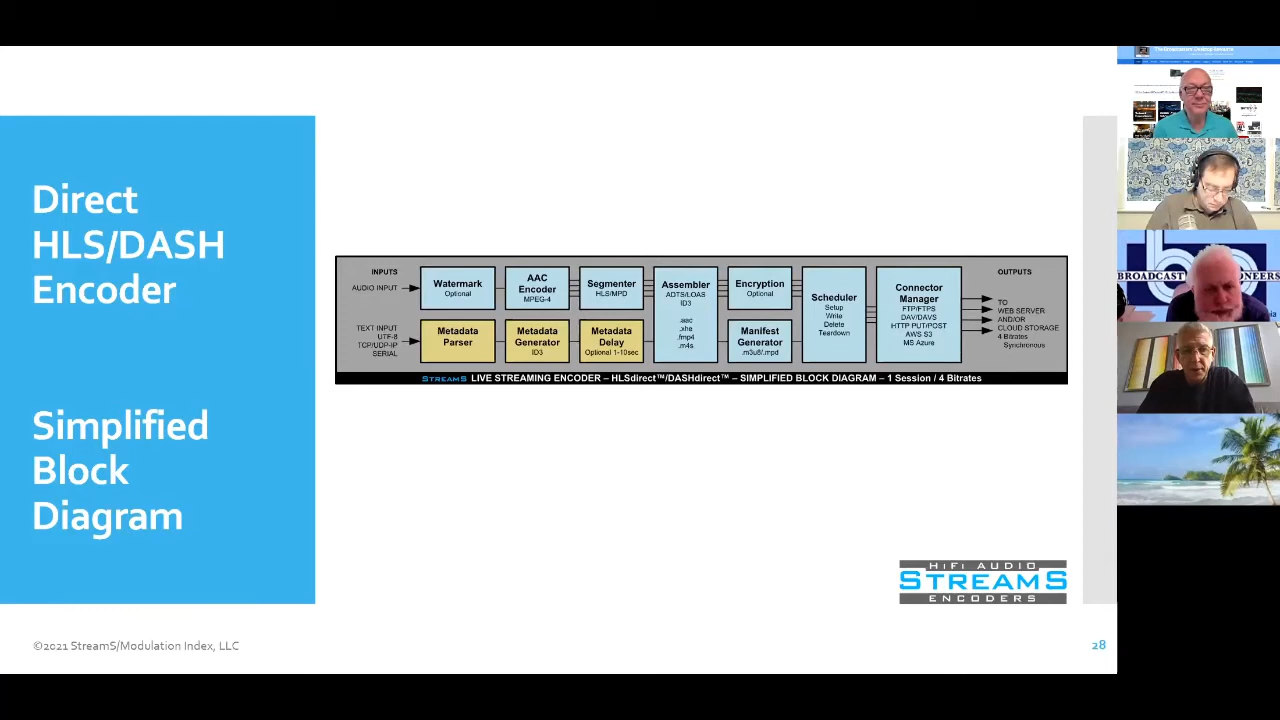 Direct
HLS/DASH
Encoder
Simplified
Block
Diagram
INPUTS
AUDIO INPUT
TEXT INPUT
UTF-8
TCP/UDP-IP
SERIAL
Watermark
Optional
AAC
Encoder
MPEG-4
Segmenter
HLS/MPD
Assembler
ADTS/LOAS
ID3
.aac
.xhe
.fmp4
.m4s
Encryption
Optional
Scheduler
Setup
Write
Delete
Teardown
Connector
Manager
FTP/FTPS
DAV/DAVS
HTTP PUT/POST
AWS S3
MS Azure
OUTPUTS
TO
WEB SERVER
AND/OR
CLOUD STORAGE
4 Bitrates
Synchronous
Metadata
Parser
Metadata
Generator
ID3
Metadata
Delay
Optional 1-10sec
Manifest
Generator
.m3u8/.mpd
STREAMS LIVE STREAMING ENCODER – HLSdirect™/DASHdirect™ – SIMPLIFIED BLOCK DIAGRAM – 1 Session / 4 Bitrates
HIFI AUDIO
STREAMS
ENCODERS
©2021 StreamS/Modulation Index, LLC
28
The Broadcasters' Desktop Resource
BROADCAST PIONEERS